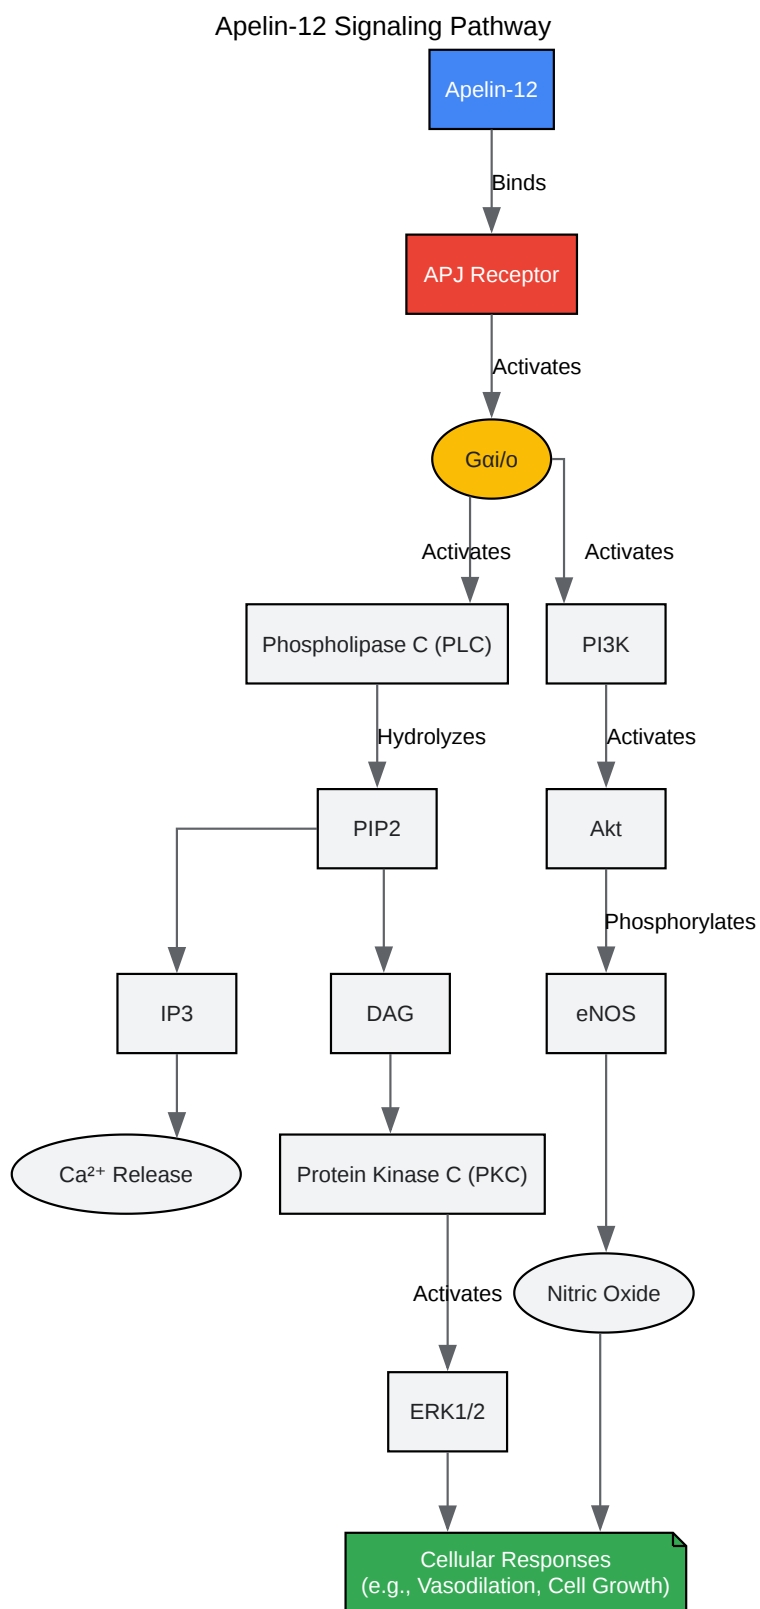 Apelin-12 Signaling Pathway
Apelin-12
Binds
APJ Receptor
Activates
Gαi/o
Activates
Activates
Phospholipase C (PLC)
PI3K
Hydrolyzes
Activates
PIP2
Akt
Phosphorylates
IP3
DAG
eNOS
Ca²⁺ Release
Protein Kinase C (PKC)
Activates
Nitric Oxide
ERK1/2
Cellular Responses
(e.g., Vasodilation, Cell Growth)